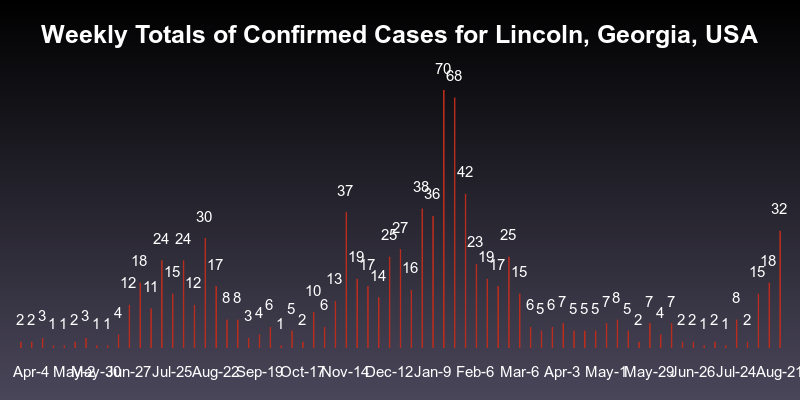 Weekly Totals of Confirmed Cases for Lincoln, Georgia, USA
70 68
42
38 36
37
32
30
25 27
25
24 24
23
18 15 12 17
19 17 14 16
19 17 15
15 18
12 11 13
2 2 3 1 1 2 3 1 1 4 8 8 3 4 6 1 5 2 10 6
6 5 6 7 5 5 5 7 8 5 2 7 4 7 2 2 1 2 1 8 2
Apr-4 May-2 May-30 Jun-27 Jul-25 Aug-22 Sep-19 Oct-17 Nov-14 Dec-12 Jan-9 Feb-6 Mar-6 Apr-3 May-1 May-29 Jun-26 Jul-24 Aug-21